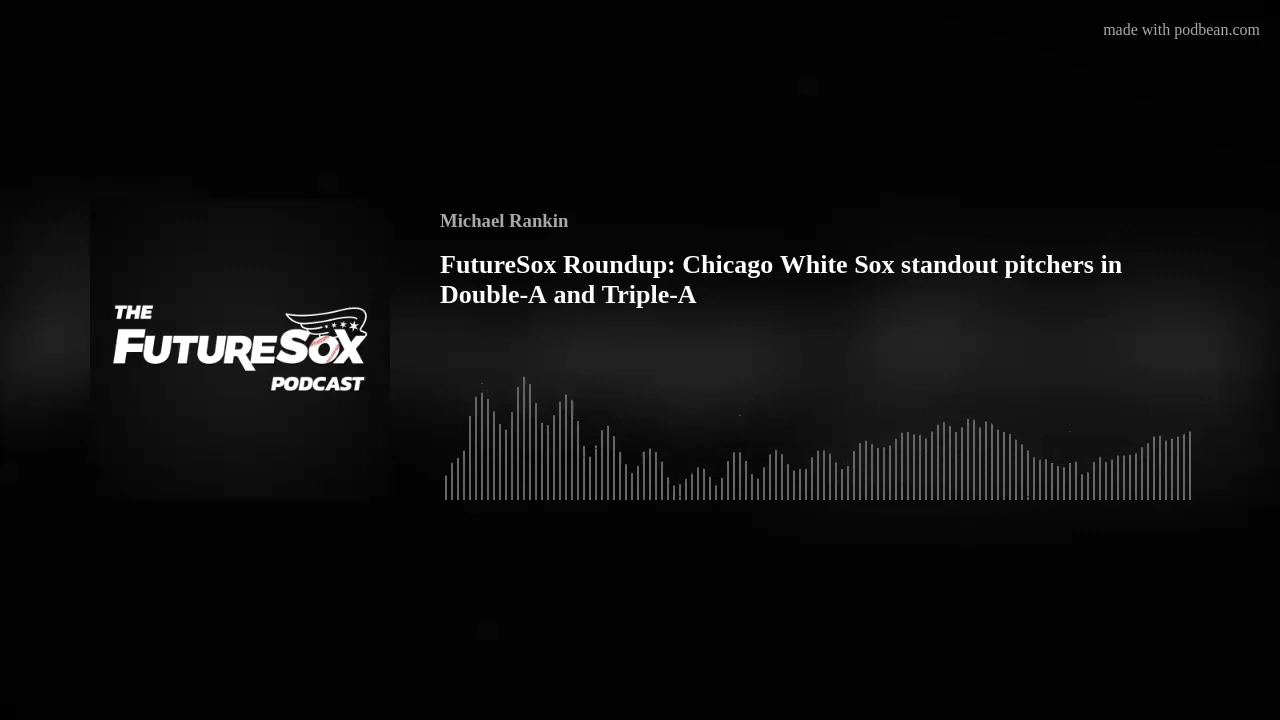 made with podbean.com
Michael Rankin
FutureSox Roundup: Chicago White Sox standout pitchers in
Double-A and Triple-A
THE
FUTURESOX
PODCAST